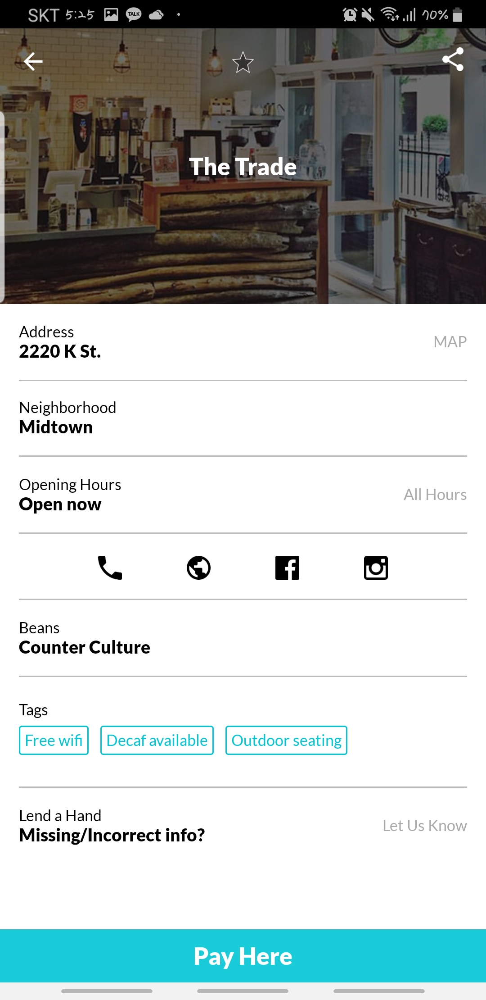 SKT 5:25 TALK 70%
The Trade
Address
2220 K St.
MAP
Neighborhood
Midtown
Opening Hours
Open now
All Hours
Beans
Counter Culture
Tags
Free wifi Decaf available Outdoor seating
Lend a Hand
Missing/Incorrect info?
Let Us Know
Pay Here